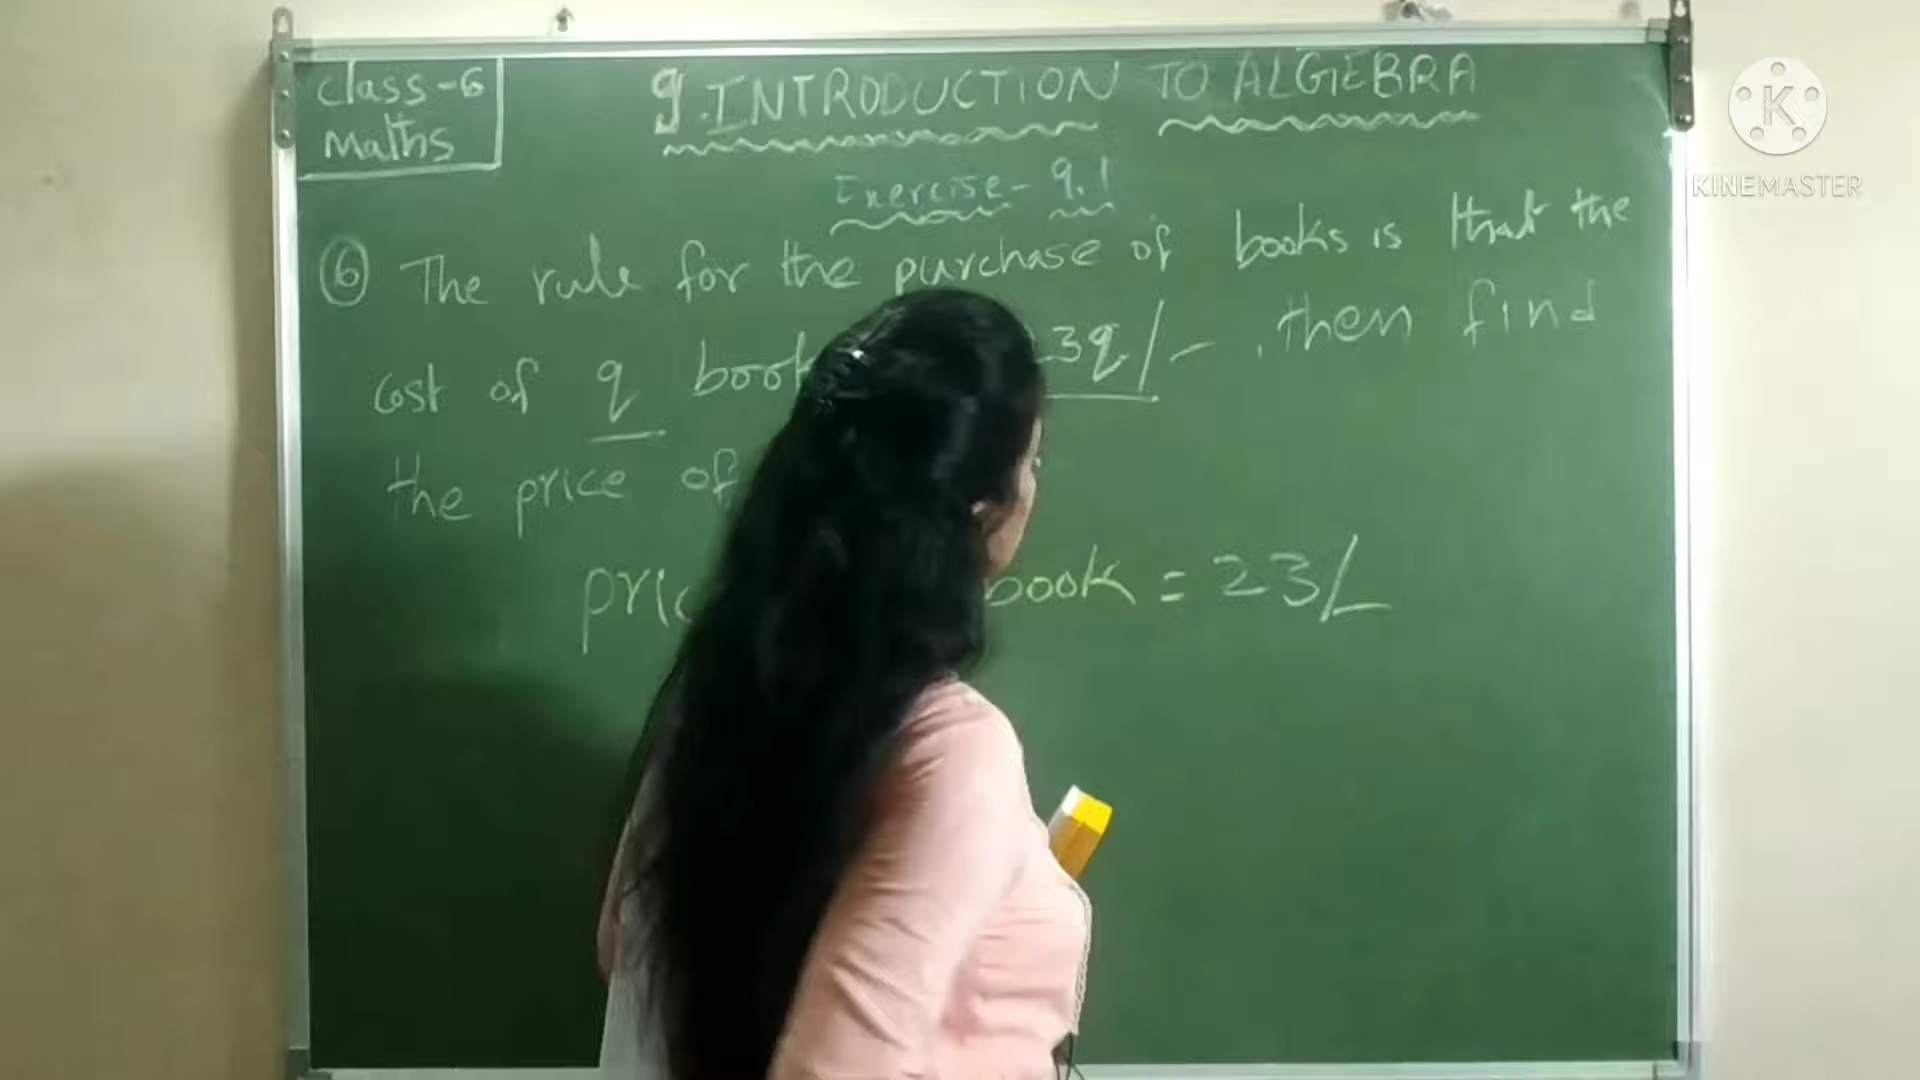 class-6
Maths
9. INTRODUCTION TO ALGEBRA
Exercise - 9.1
6 The rule for the purchase of books is that the
cost of q book 3q/- . then find
the price of
book = 23/-
K
KINEMASTER